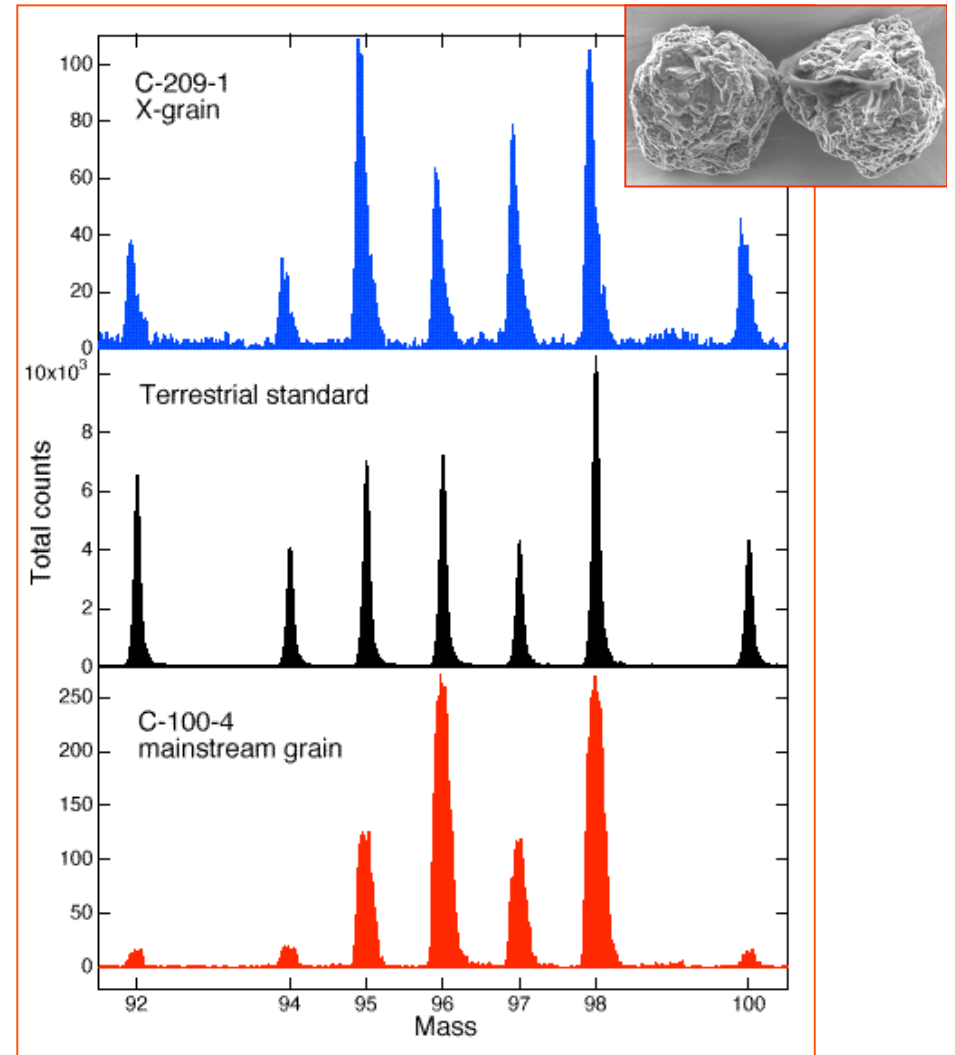 C-209-1
X-grain
100
80
60
40
20
0
Terrestrial standard
10x10³
8
6
4
2
0
Total counts
C-100-4
mainstream grain
250
200
150
100
50
0
92 94 95 96 97 98 100
Mass